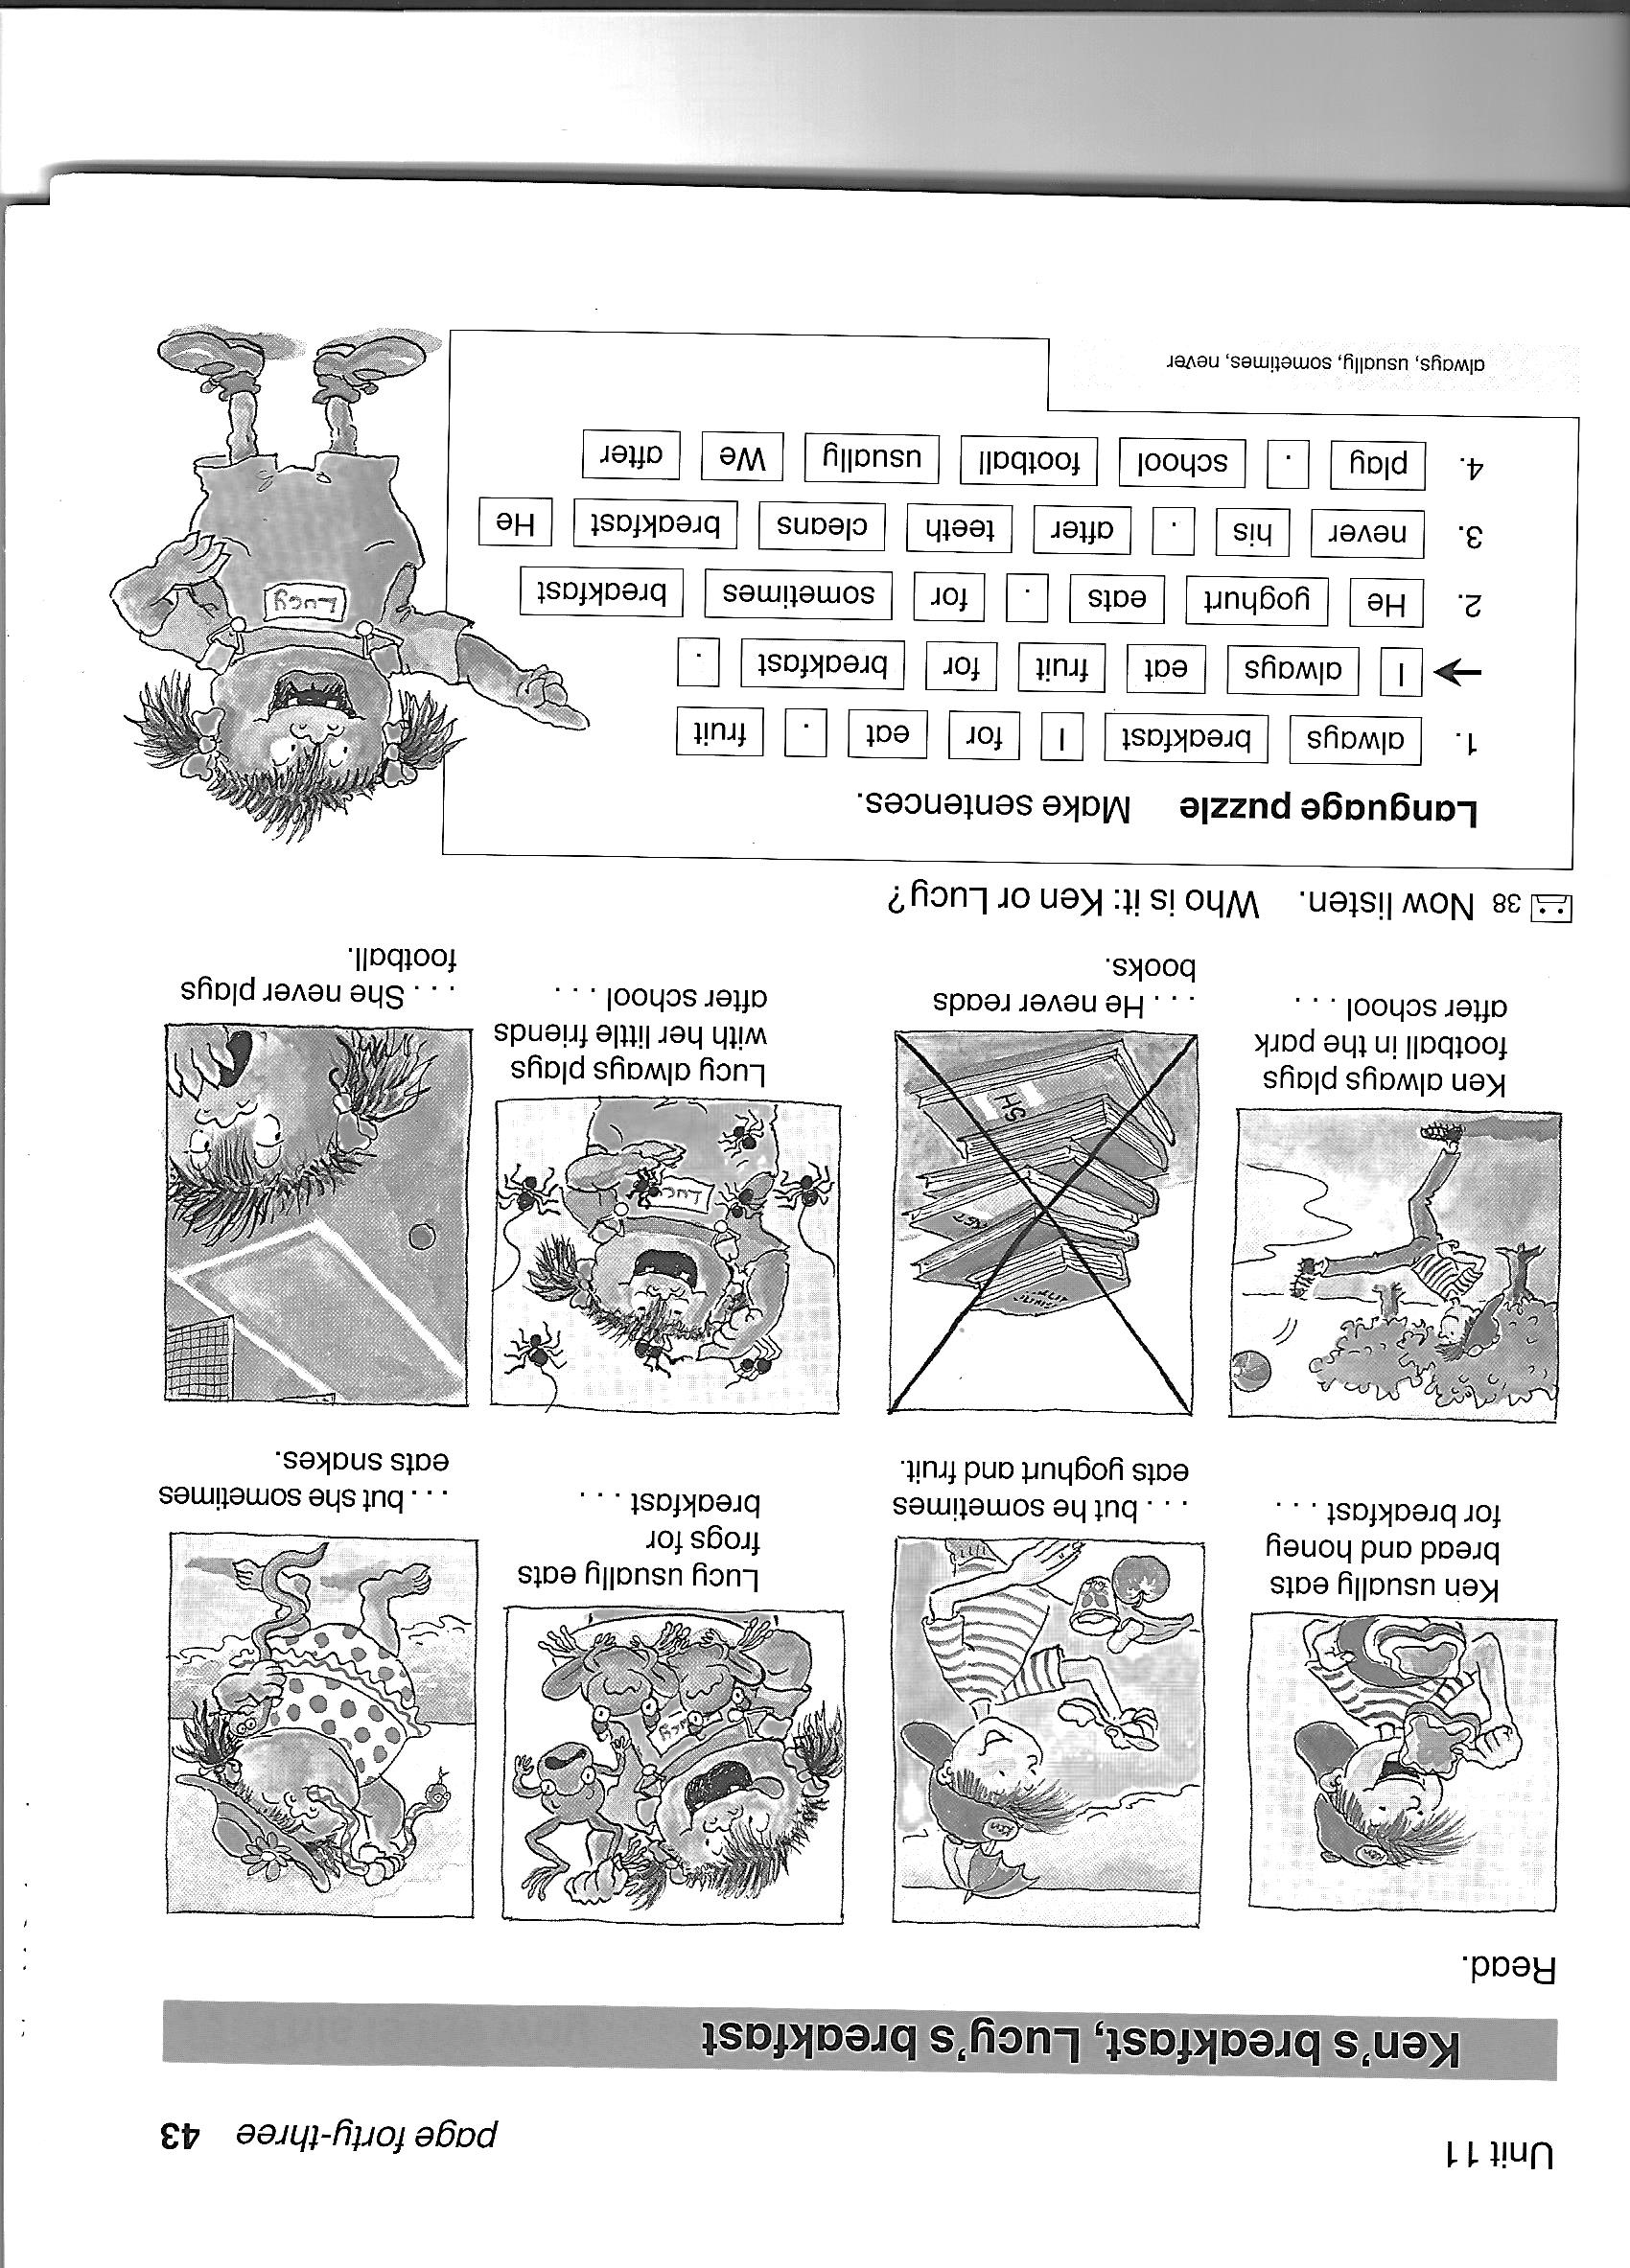 Unit 11
page forty-three 43
Ken's breakfast, Lucy's breakfast
Read.
Ken usually eats
bread and honey
for breakfast . . .
. . . but he sometimes
eats yoghurt and fruit.
Lucy usually eats
frogs for
breakfast . . .
. . . but she sometimes
eats snakes.
Ken always plays
football in the park
after school . . .
SH
. . . He never reads
books.
Lucy always plays
with her little friends
after school . . .
. . . She never plays
football.
38 Now listen. Who is it: Ken or Lucy?
Language puzzle Make sentences.
1. always breakfast I for eat . fruit
→ I always eat fruit for breakfast .
2. He yoghurt eats . for sometimes breakfast
3. never his . after teeth cleans breakfast He
4. play . school football usually We after
Lucy
always, usually, sometimes, never